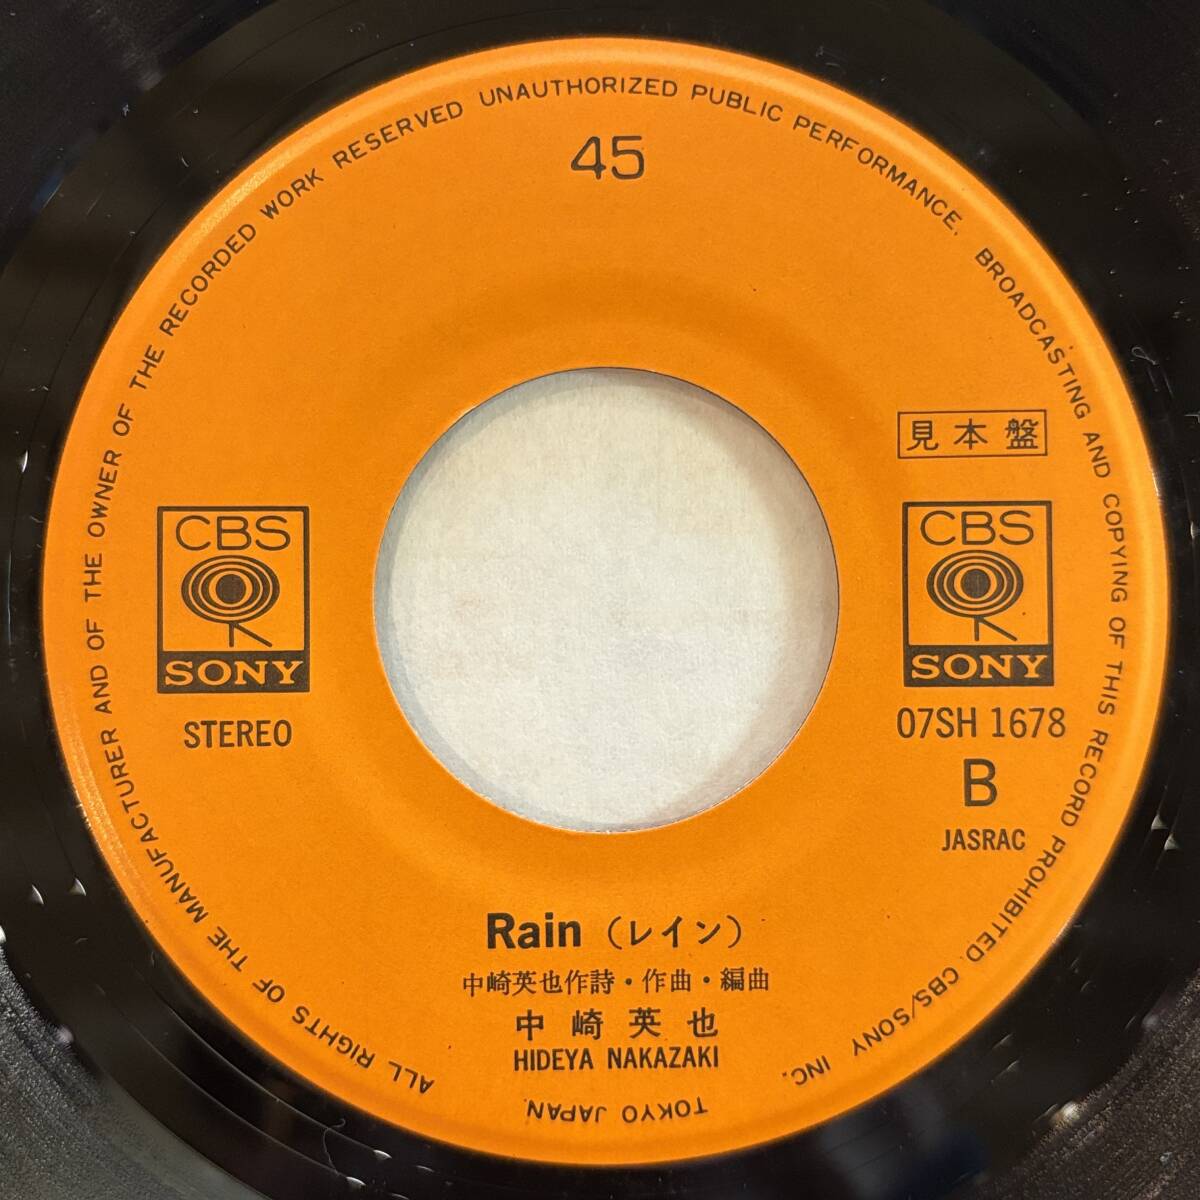 ALL RIGHTS OF THE MANUFACTURER AND OF THE OWNER OF THE RECORDED WORK RESERVED UNAUTHORIZED PUBLIC PERFORMANCE, BROADCASTING AND COPYING OF THIS RECORD PROHIBITED CBS/SONY INC.
TOKYO JAPAN
45
見本盤
CBS
SONY
STEREO
CBS
SONY
07SH 1678
B
JASRAC
Rain（レイン）
中崎英也作詩・作曲・編曲
中崎英也
HIDEYA NAKAZAKI